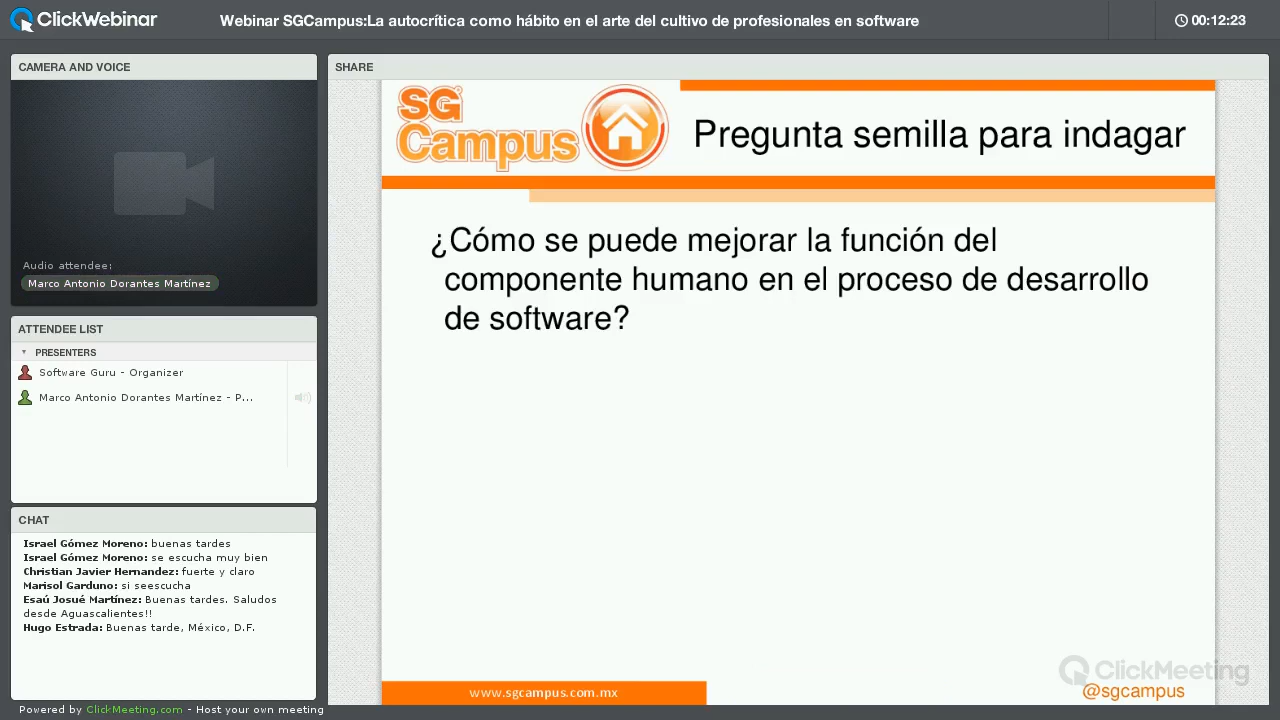 ClickWebinar
Webinar SGCampus:La autocrítica como hábito en el arte del cultivo de profesionales en software
00:12:23
CAMERA AND VOICE
Audio attendee:
Marco Antonio Dorantes Martínez
ATTENDEE LIST
PRESENTERS
Software Guru - Organizer
Marco Antonio Dorantes Martínez - P...
CHAT
Israel Gómez Moreno: buenas tardes
Israel Gómez Moreno: se escucha muy bien
Christian Javier Hernandez: fuerte y claro
Marisol Garduno: si seescucha
Esaú Josué Martínez: Buenas tardes. Saludos
desde Aguascalientes!!
Hugo Estrada: Buenas tarde, México, D.F.
Powered by ClickMeeting.com - Host your own meeting
SHARE
SG
Campus
Pregunta semilla para indagar
¿Cómo se puede mejorar la función del
componente humano en el proceso de desarrollo
de software?
www.sgcampus.com.mx
ClickMeeting
@sgcampus